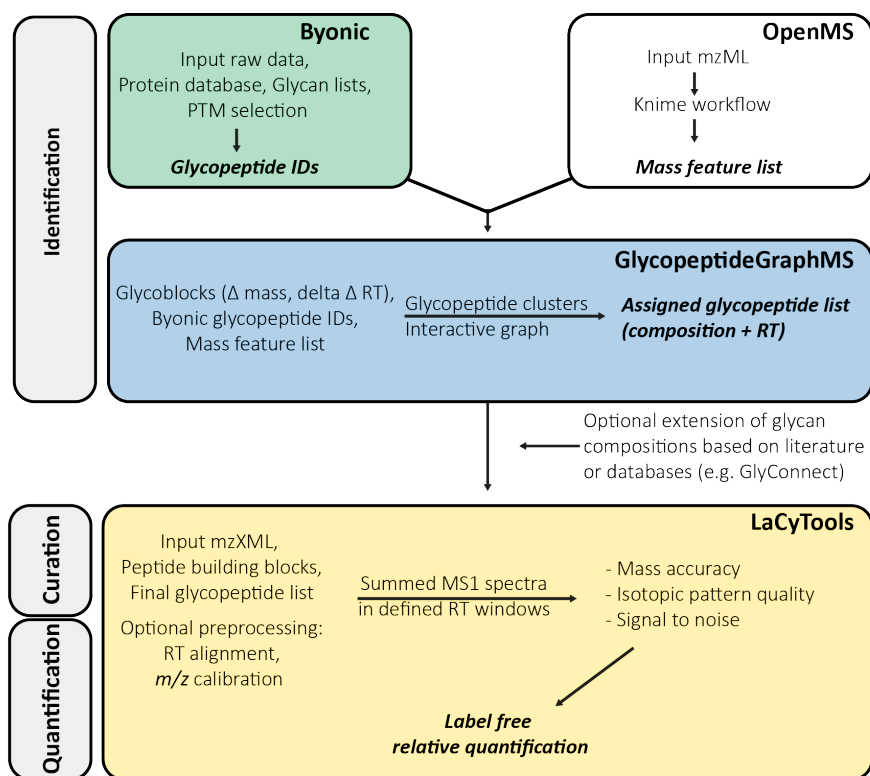 Identification
Byonic
Input raw data,
Protein database, Glycan lists,
PTM selection
Glycopeptide IDs
OpenMS
Input mzML
Knime workflow
Mass feature list
GlycopeptideGraphMS
Glycoblocks (Δ mass, delta Δ RT),
Byonic glycopeptide IDs,
Mass feature list
Glycopeptide clusters
Interactive graph
Assigned glycopeptide list
(composition + RT)
Optional extension of glycan
compositions based on literature
or databases (e.g. GlyConnect)
Curation
Quantification
LaCyTools
Input mzXML,
Peptide building blocks,
Final glycopeptide list
Optional preprocessing:
RT alignment,
m/z calibration
Summed MS1 spectra
in defined RT windows
- Mass accuracy
- Isotopic pattern quality
- Signal to noise
Label free
relative quantification